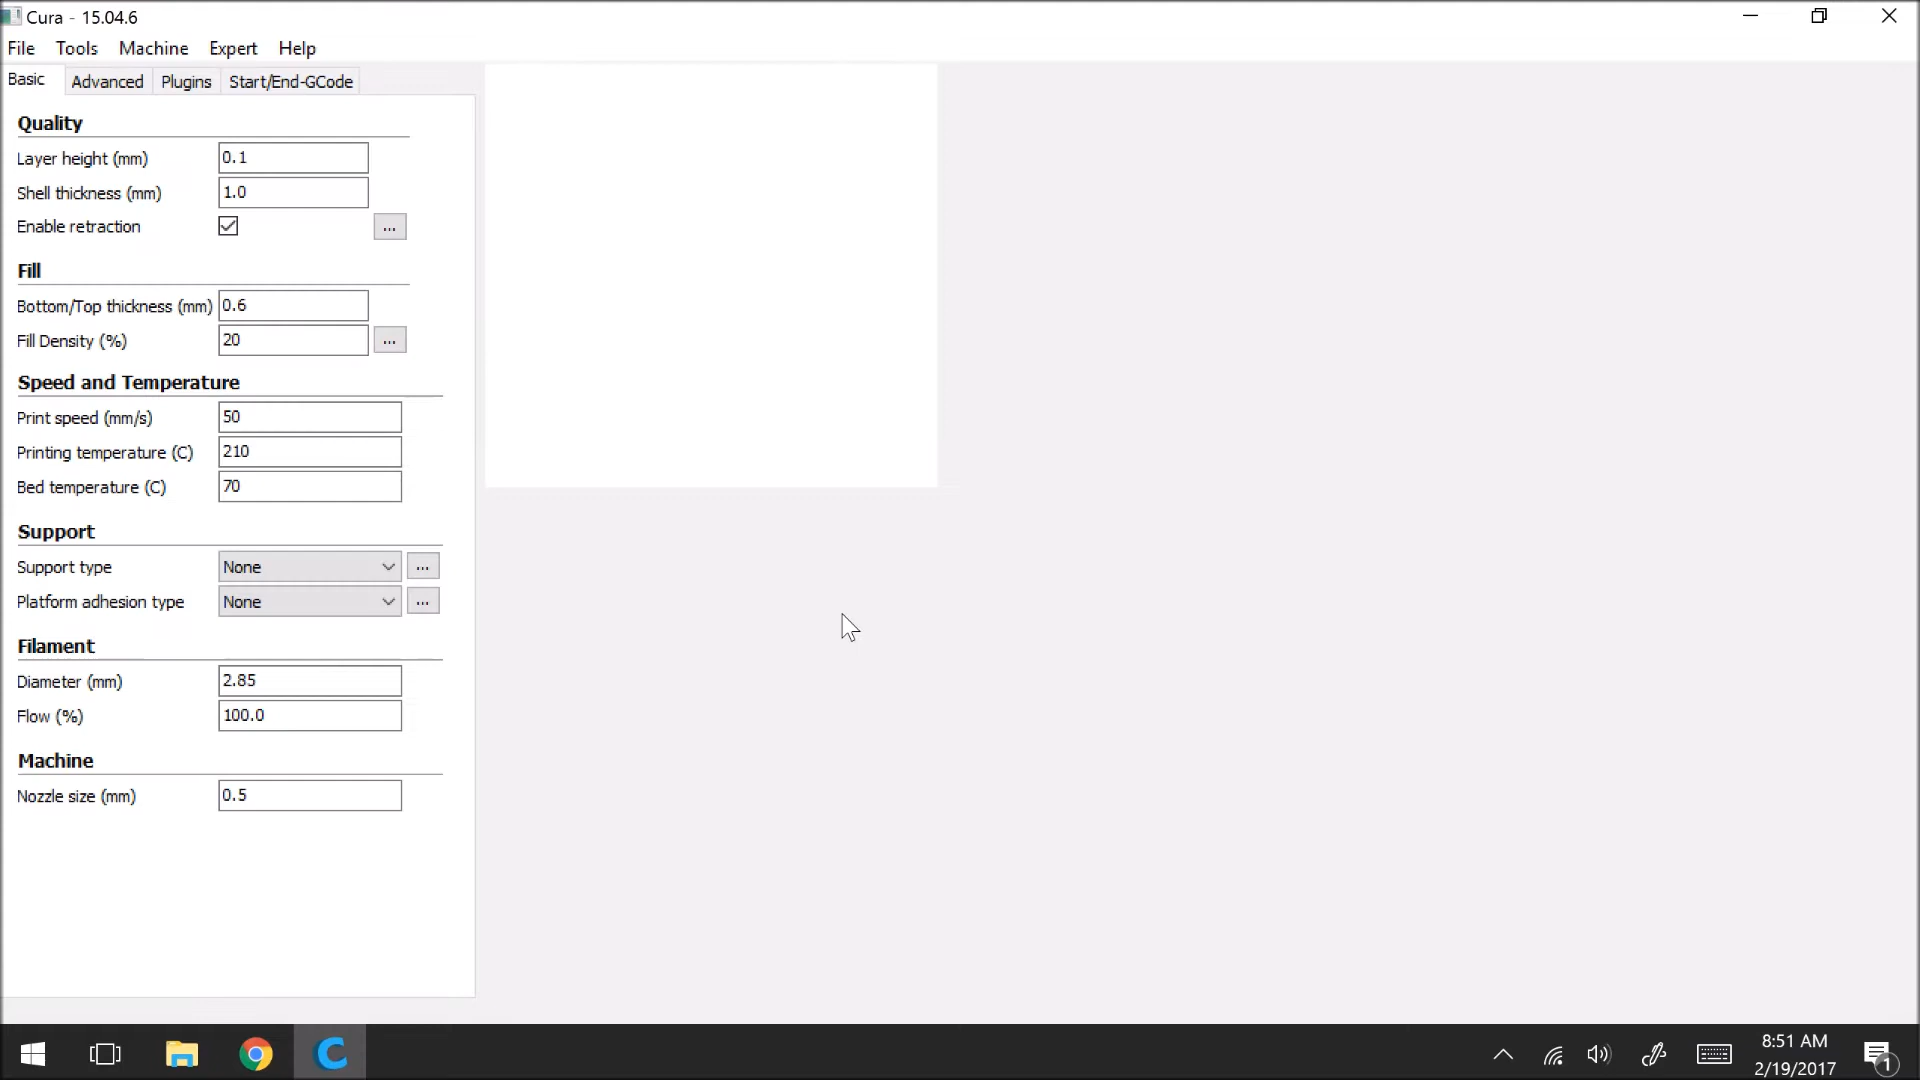 Cura - 15.04.6
File Tools Machine Expert Help
Basic Advanced Plugins Start/End-GCode
Quality
Layer height (mm) 0.1
Shell thickness (mm) 1.0
Enable retraction ...
Fill
Bottom/Top thickness (mm) 0.6
Fill Density (%) 20 ...
Speed and Temperature
Print speed (mm/s) 50
Printing temperature (C) 210
Bed temperature (C) 70
Support
Support type None ...
Platform adhesion type None ...
Filament
Diameter (mm) 2.85
Flow (%) 100.0
Machine
Nozzle size (mm) 0.5
8:51 AM
2/19/2017
1